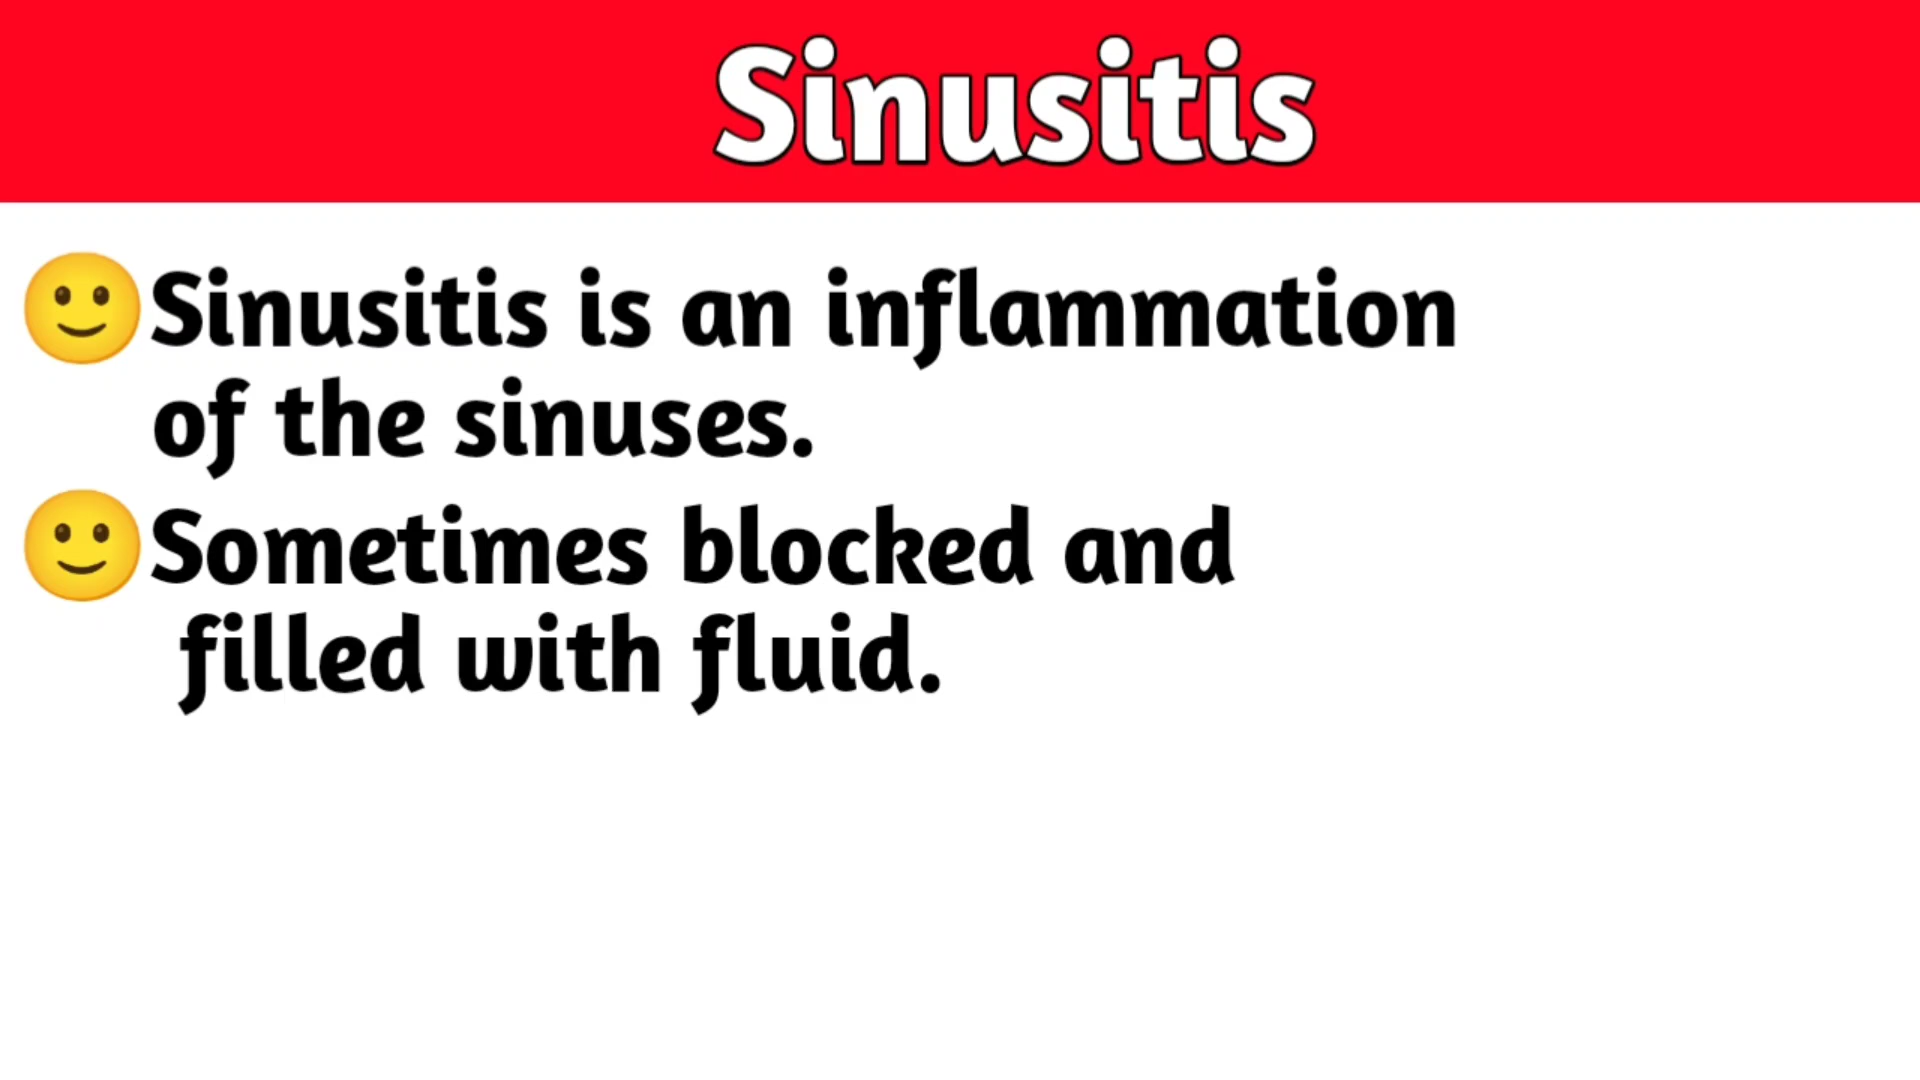 Sinusitis
🙂Sinusitis is an inflammation
of the sinuses.
🙂Sometimes blocked and
filled with fluid.